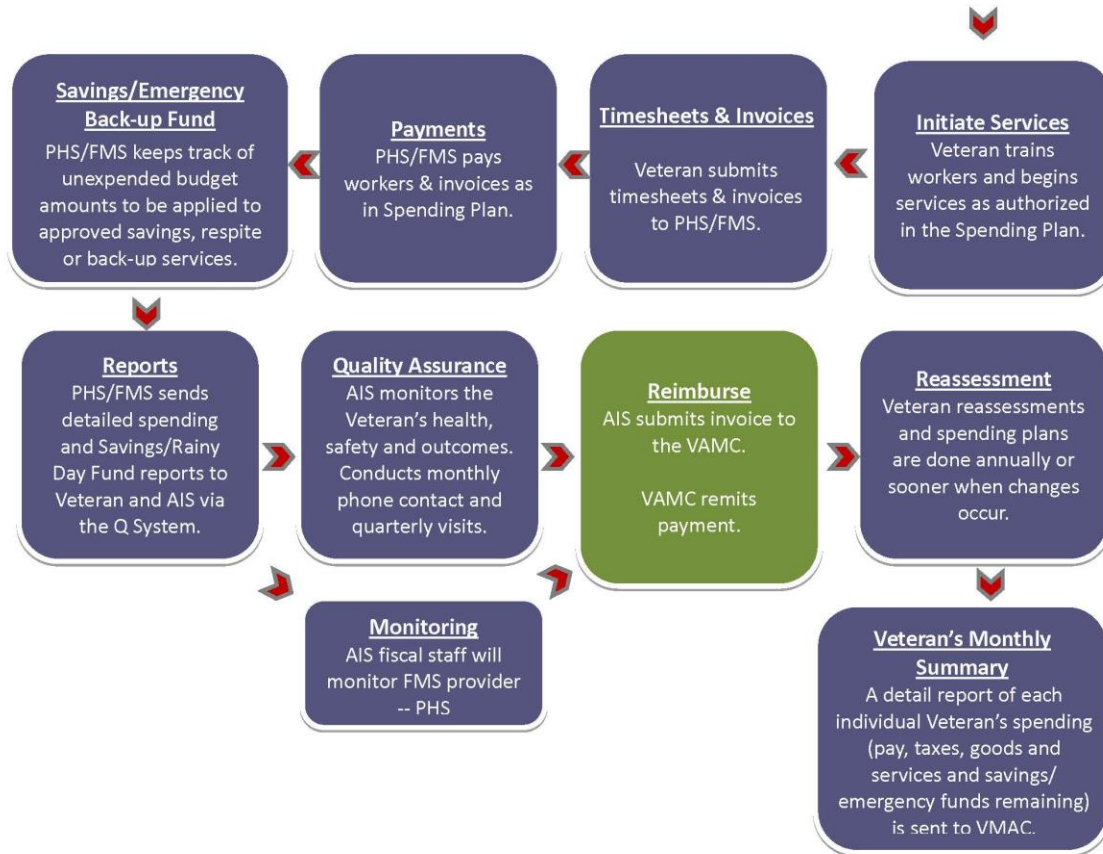 Savings/Emergency
Back-up Fund
PHS/FMS keeps track of
unexpended budget
amounts to be applied to
approved savings, respite
or back-up services.
Payments
PHS/FMS pays
workers & invoices as
in Spending Plan.
Timesheets & Invoices
Veteran submits
timesheets & invoices
to PHS/FMS.
Initiate Services
Veteran trains
workers and begins
services as authorized
in the Spending Plan.
Reports
PHS/FMS sends
detailed spending
and Savings/Rainy
Day Fund reports to
Veteran and AIS via
the Q System.
Quality Assurance
AIS monitors the
Veteran’s health,
safety and outcomes.
Conducts monthly
phone contact and
quarterly visits.
Reimburse
AIS submits invoice to
the VAMC.
VAMC remits
payment.
Reassessment
Veteran reassessments
and spending plans
are done annually or
sooner when changes
occur.
Monitoring
AIS fiscal staff will
monitor FMS provider
-- PHS
Veteran’s Monthly
Summary
A detail report of each
individual Veteran’s spending
(pay, taxes, goods and
services and savings/
emergency funds remaining)
is sent to VMAC.